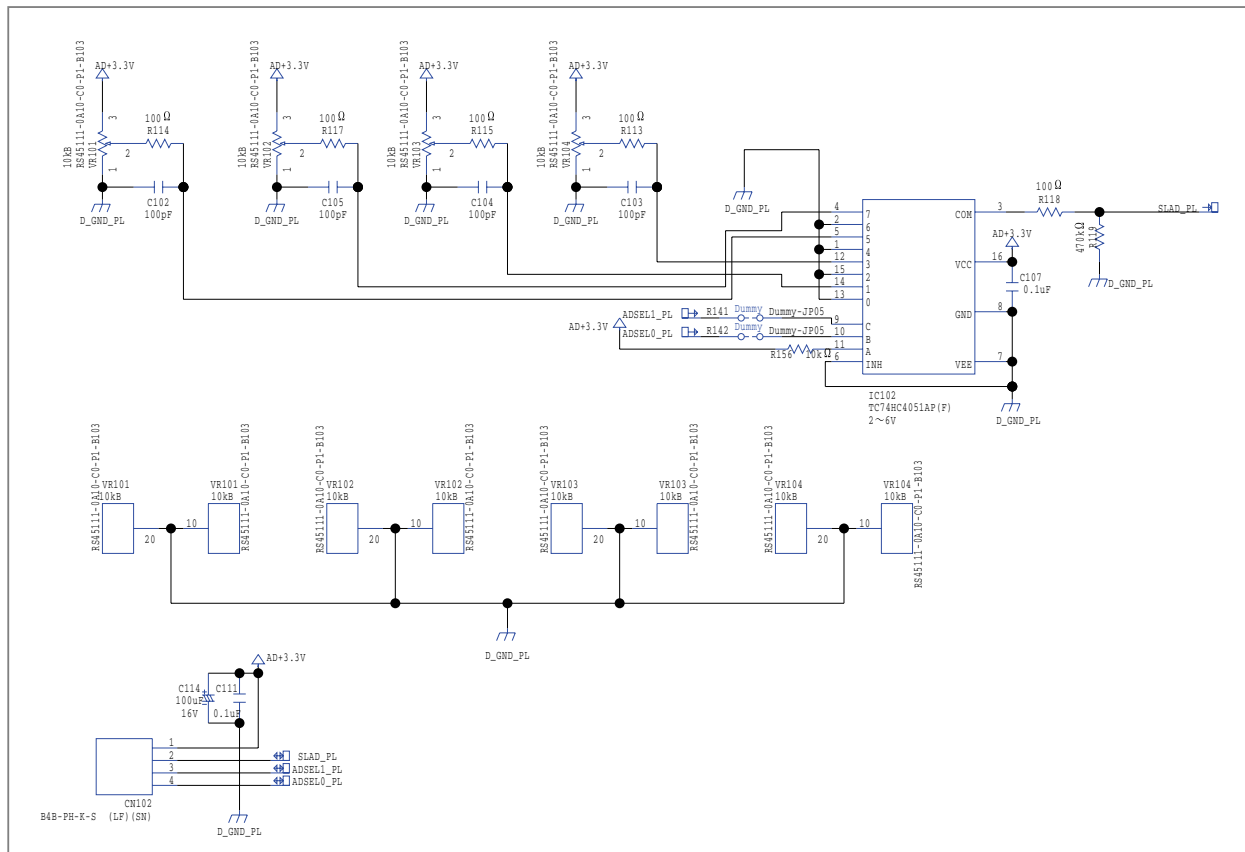 AD+3.3V
RS45111-0A10-C0-P1-B103
10kB
VR101
3
2
1
100Ω
R114
C102
100pF
D_GND_PL
AD+3.3V
RS45111-0A10-C0-P1-B103
10kB
VR102
3
2
1
100Ω
R117
C105
100pF
D_GND_PL
AD+3.3V
RS45111-0A10-C0-P1-B103
10kB
VR103
3
2
1
100Ω
R115
C104
100pF
D_GND_PL
AD+3.3V
RS45111-0A10-C0-P1-B103
10kB
VR104
3
2
1
100Ω
R113
C103
100pF
D_GND_PL
D_GND_PL
4 7
2 6
5 5
1 4
12 3
15 2
14 1
13 0
9 C
10 B
11 A
6 INH
COM 3
VCC 16
GND 8
VEE 7
100Ω
R118
SLAD_PL
470kΩ
R119
D_GND_PL
AD+3.3V
C107
0.1uF
ADSEL1_PL R141 Dummy Dummy-JP05
ADSEL0_PL R142 Dummy Dummy-JP05
AD+3.3V
R156 10kΩ
IC102
TC74HC4051AP(F)
2～6V
D_GND_PL
RS45111-0A10-C0-P1-B103
VR101
10kB
20
10
VR101
10kB
RS45111-0A10-C0-P1-B103
RS45111-0A10-C0-P1-B103
VR102
10kB
20
10
VR102
10kB
RS45111-0A10-C0-P1-B103
RS45111-0A10-C0-P1-B103
VR103
10kB
20
10
VR103
10kB
RS45111-0A10-C0-P1-B103
RS45111-0A10-C0-P1-B103
VR104
10kB
20
10
VR104
10kB
RS45111-0A10-C0-P1-B103
D_GND_PL
AD+3.3V
C114
100uF
16V
C111
0.1uF
1
2 SLAD_PL
3 ADSEL1_PL
4 ADSEL0_PL
CN102
B4B-PH-K-S (LF)(SN)
D_GND_PL